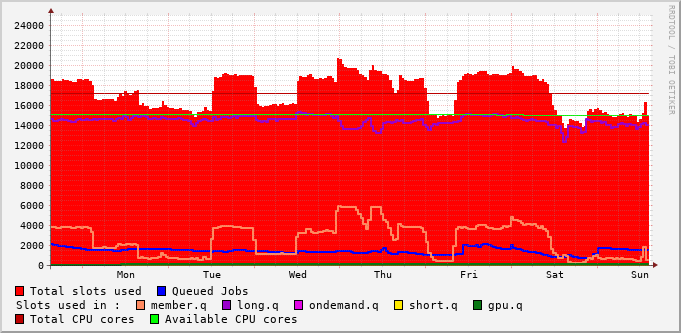 RRDTOOL / TOBI OETIKER
24000
22000
20000
18000
16000
14000
12000
10000
8000
6000
4000
2000
0
Mon Tue Wed Thu Fri Sat Sun
Total slots used Queued Jobs
Slots used in : member.q long.q ondemand.q short.q gpu.q
Total CPU cores Available CPU cores